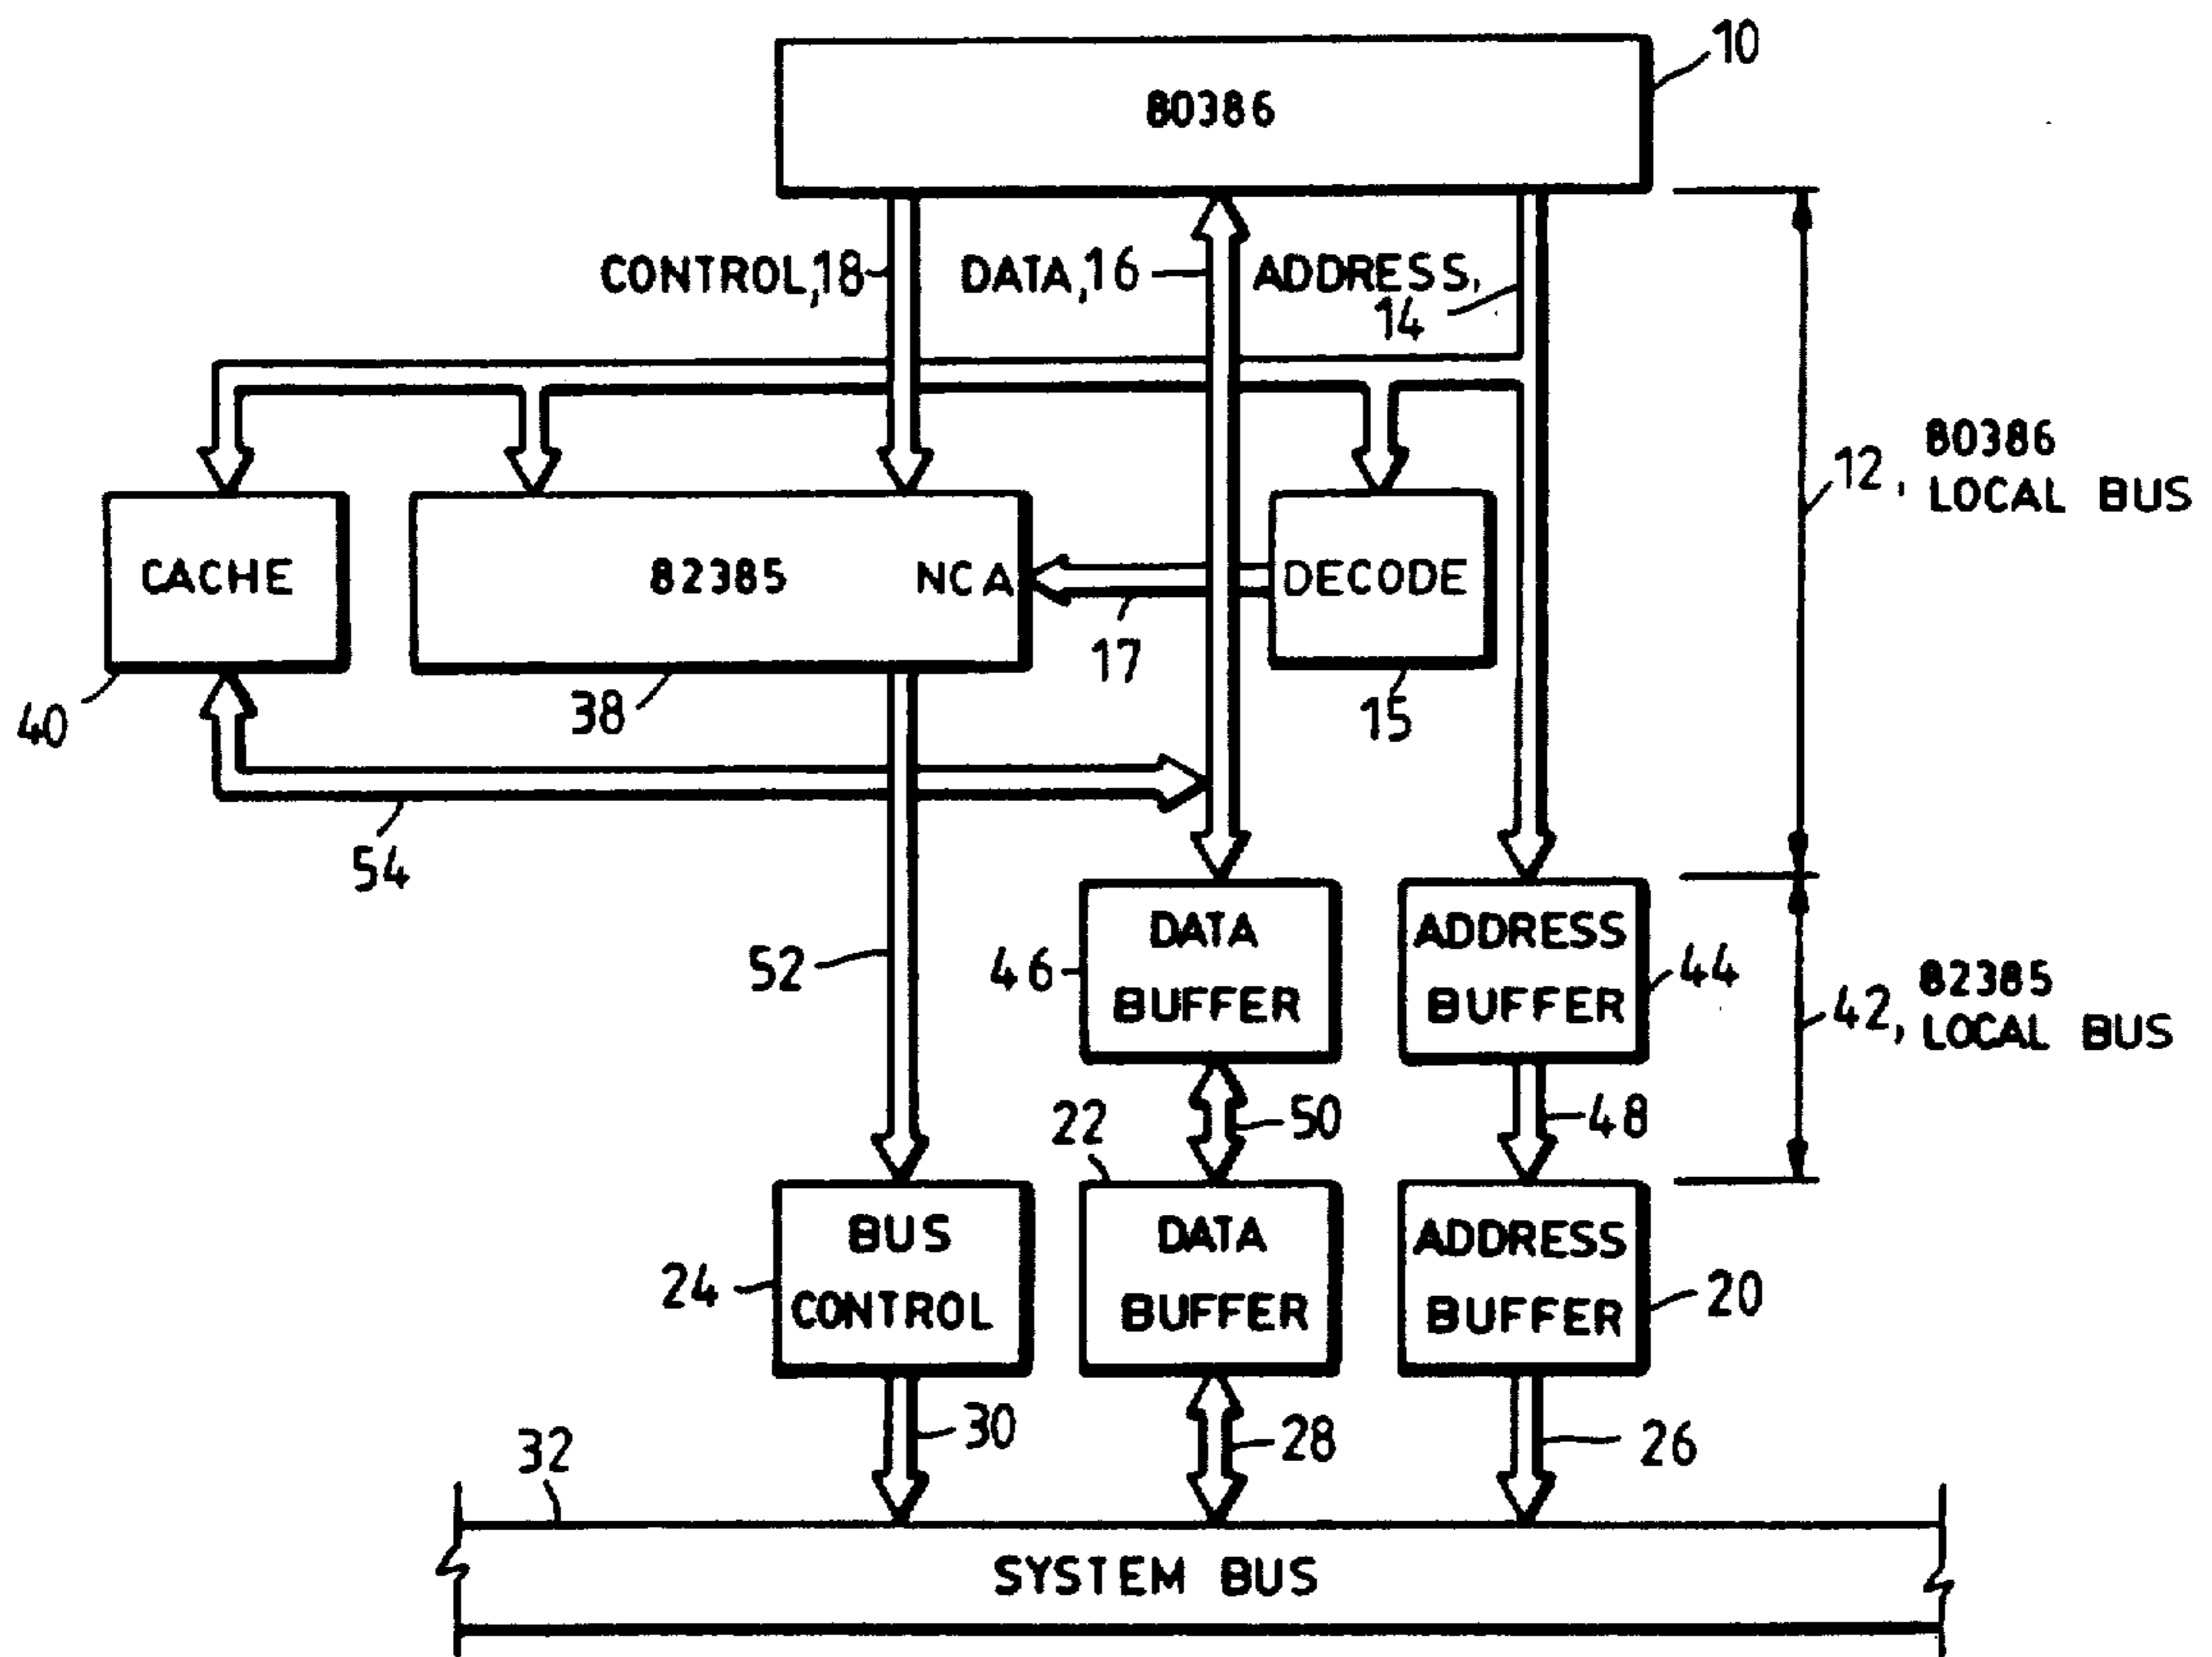 10
80386
CONTROL,18
DATA,16
ADDRESS,
14
12, 80386
LOCAL BUS
CACHE
82385
NCA
DECODE
17
40
38
15
54
52
46
DATA
BUFFER
ADDRESS
BUFFER
44
42, 82385
LOCAL BUS
22
50
48
24
BUS
CONTROL
DATA
BUFFER
ADDRESS
BUFFER
20
32
30
28
26
SYSTEM BUS